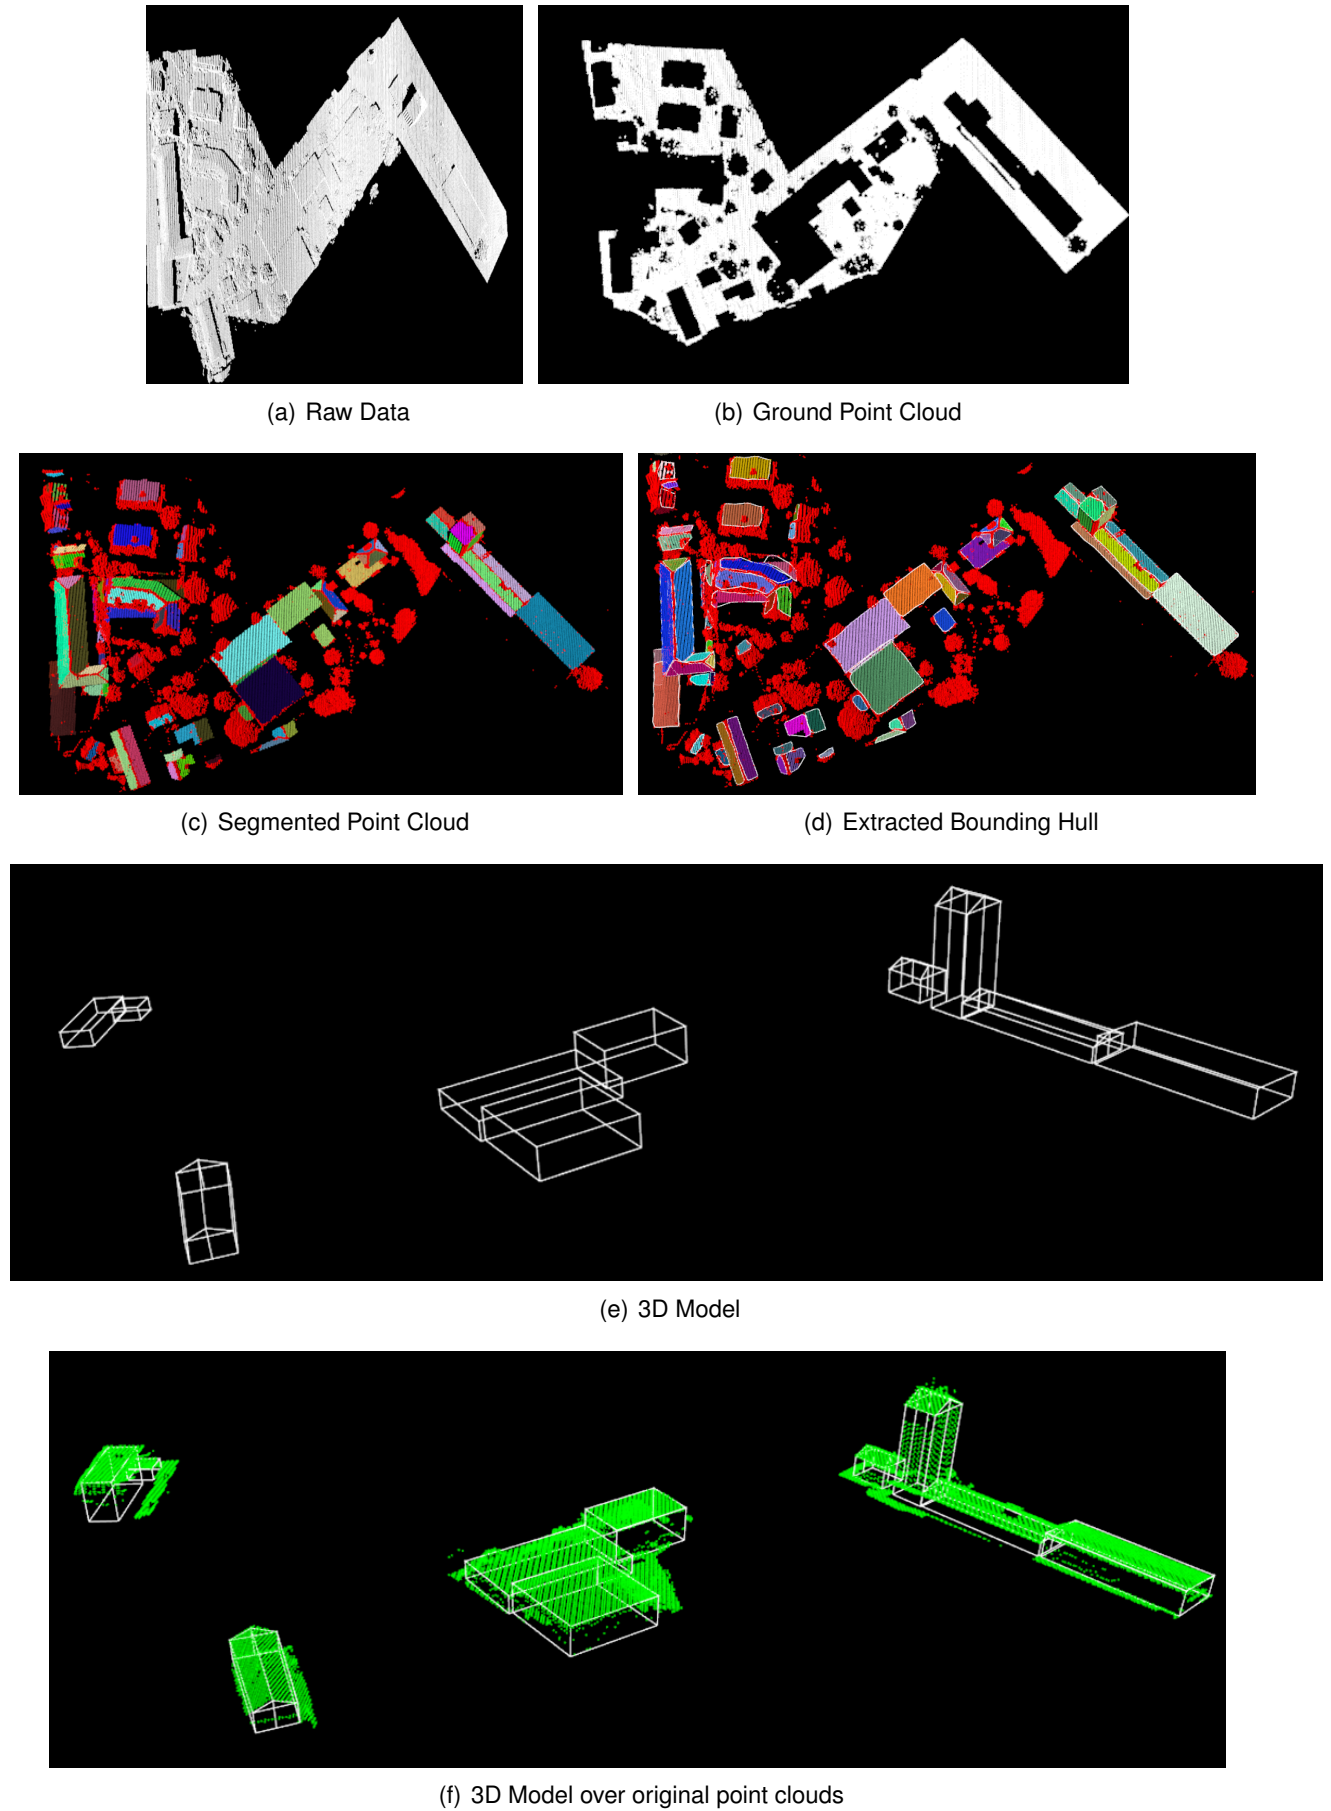 (a) Raw Data
(b) Ground Point Cloud
(c) Segmented Point Cloud
(d) Extracted Bounding Hull
(e) 3D Model
(f) 3D Model over original point clouds